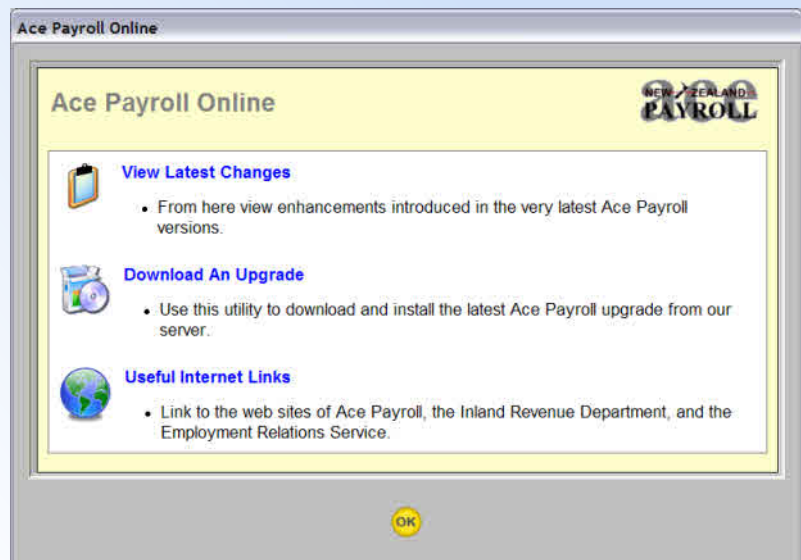 Ace Payroll Online
Ace Payroll Online
ace
NEW ZEALAND
PAYROLL
View Latest Changes
• From here view enhancements introduced in the very latest Ace Payroll
versions.
Download An Upgrade
• Use this utility to download and install the latest Ace Payroll upgrade from our
server.
Useful Internet Links
• Link to the web sites of Ace Payroll, the Inland Revenue Department, and the
Employment Relations Service.
OK